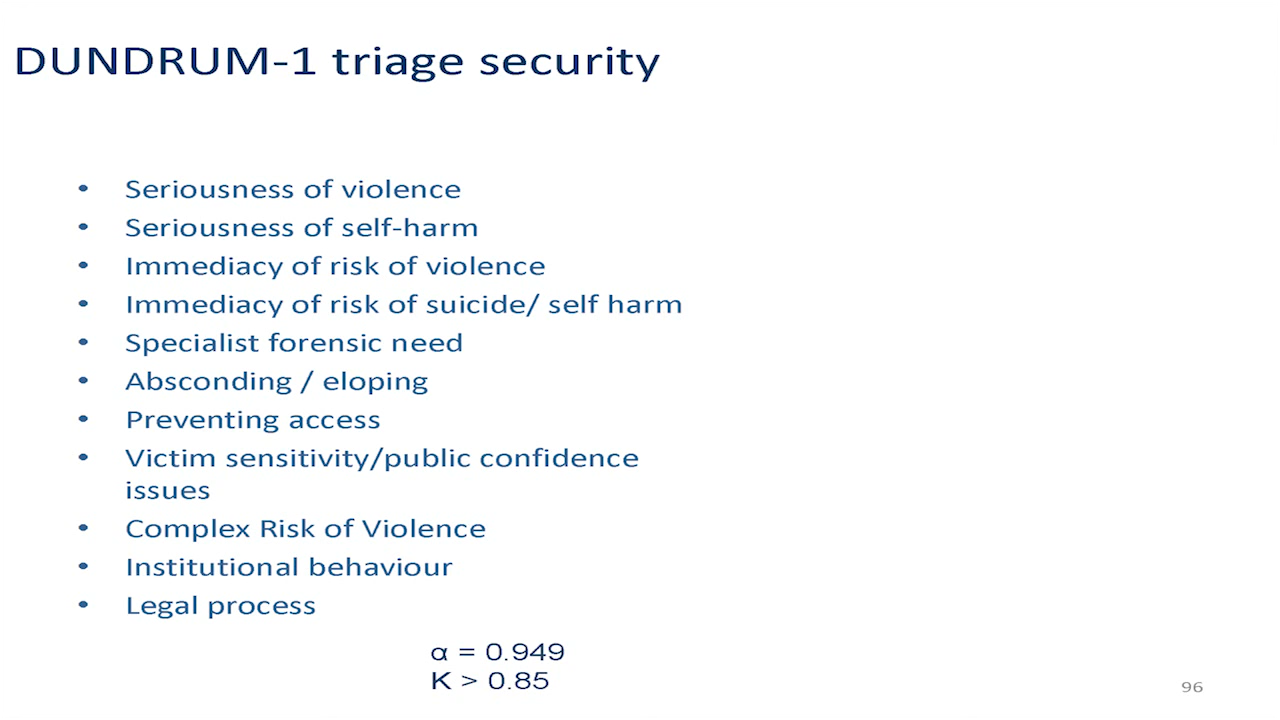 DUNDRUM-1 triage security
• Seriousness of violence
• Seriousness of self-harm
• Immediacy of risk of violence
• Immediacy of risk of suicide/ self harm
• Specialist forensic need
• Absconding / eloping
• Preventing access
• Victim sensitivity/public confidence
issues
• Complex Risk of Violence
• Institutional behaviour
• Legal process
α = 0.949
K > 0.85
96